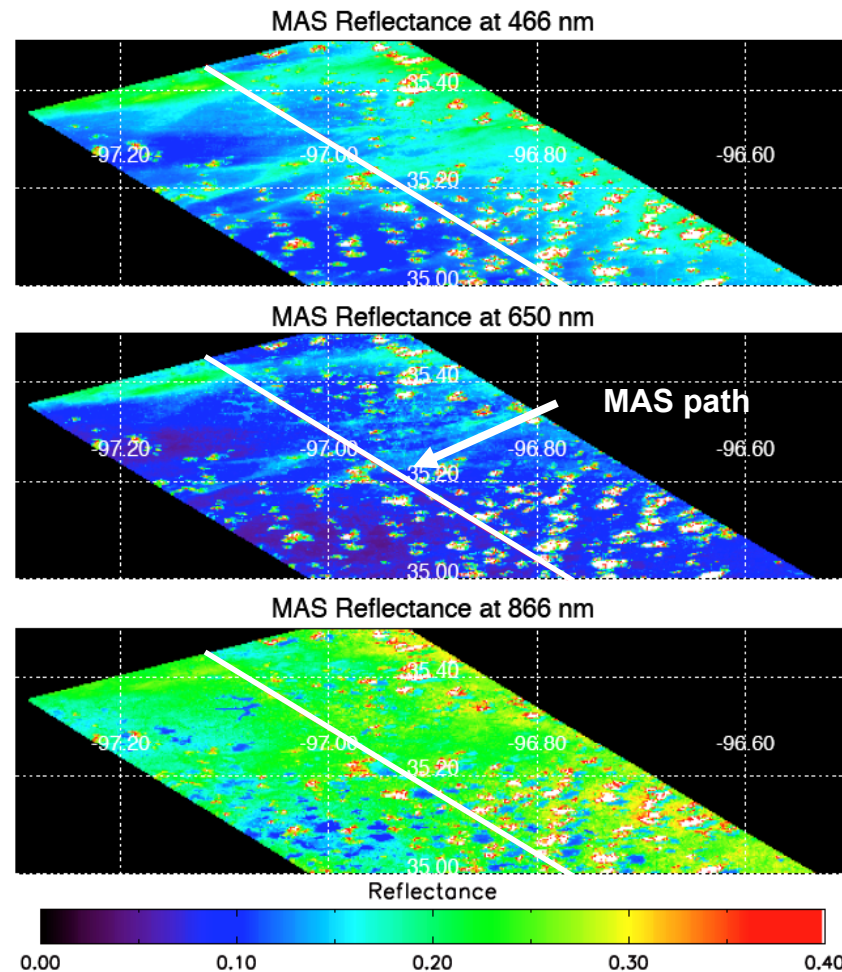 MAS Reflectance at 466 nm
35.40
-97.20 -97.00 -96.80 -96.60
35.20
35.00
MAS Reflectance at 650 nm
35.40
MAS path
-97.20 -97.00 -96.80 -96.60
35.20
35.00
MAS Reflectance at 866 nm
35.40
-97.20 -97.00 -96.80 -96.60
35.20
35.00
Reflectance
0.00 0.10 0.20 0.30 0.40